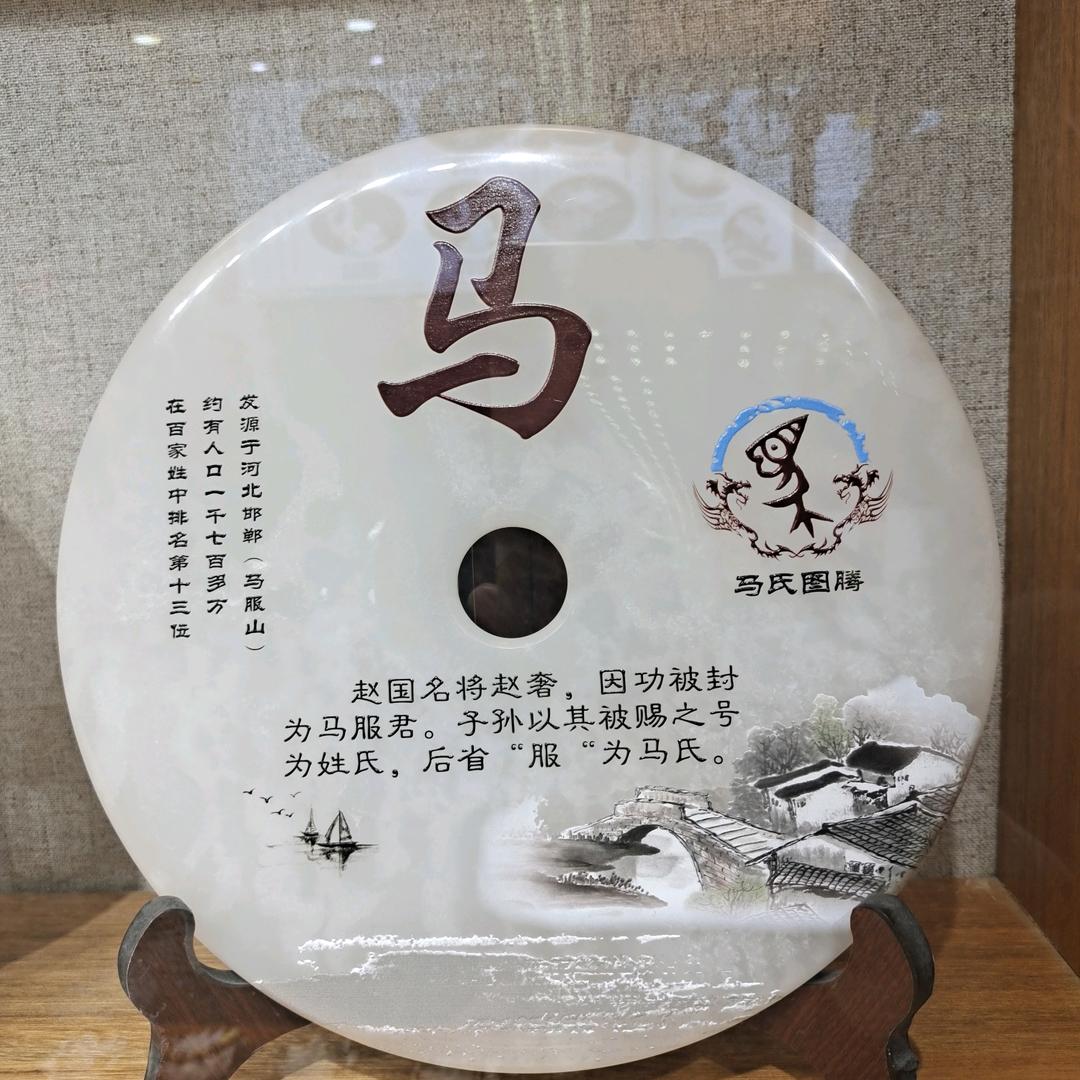 马
发源于河北邯郸（马服山）
约有人口一千七百多万
在百家姓中排名第十三位
马氏图腾
赵国名将赵奢，因功被封
为马服君。子孙以其被赐之号
为姓氏，后省“服“为马氏。